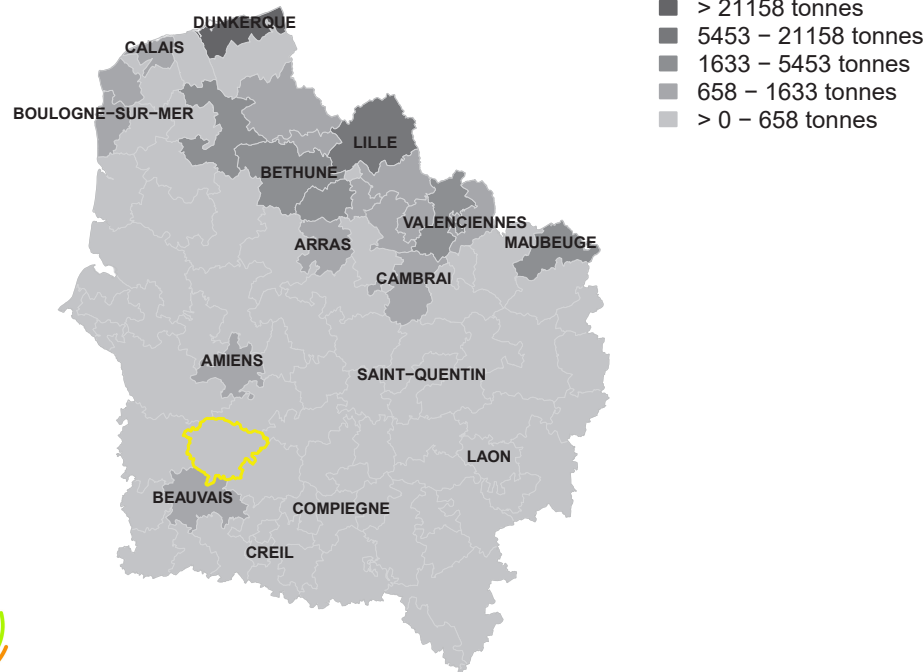 > 21158 tonnes
5453 − 21158 tonnes
1633 − 5453 tonnes
658 − 1633 tonnes
> 0 − 658 tonnes
DUNKERQUE
CALAIS
BOULOGNE−SUR−MER
LILLE
BETHUNE
VALENCIENNES
ARRAS
MAUBEUGE
CAMBRAI
AMIENS
SAINT−QUENTIN
LAON
BEAUVAIS
COMPIEGNE
CREIL